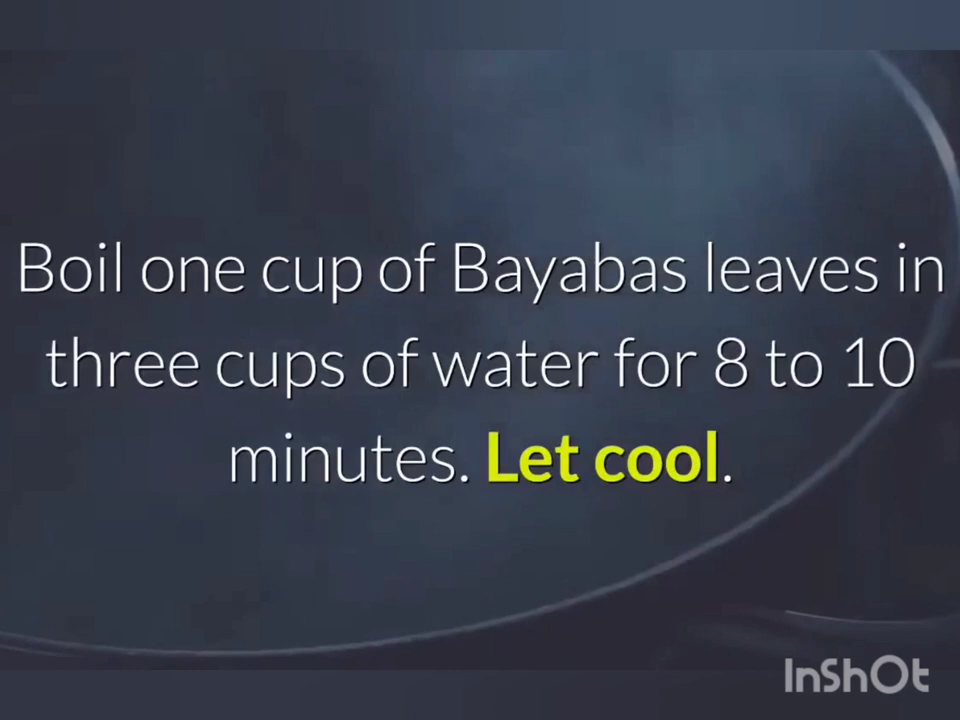 Boil one cup of Bayabas leaves in
three cups of water for 8 to 10
minutes. Let cool.
InShOt